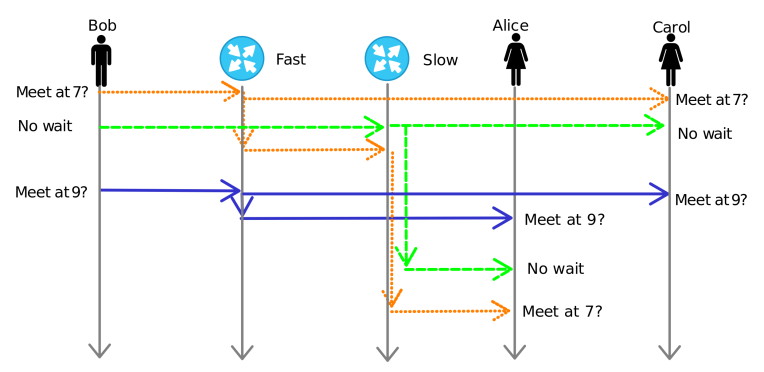 Bob
Alice
Carol
Fast
Slow
Meet at 7?
Meet at 7?
No wait
No wait
Meet at 9?
Meet at 9?
Meet at 9?
No wait
Meet at 7?